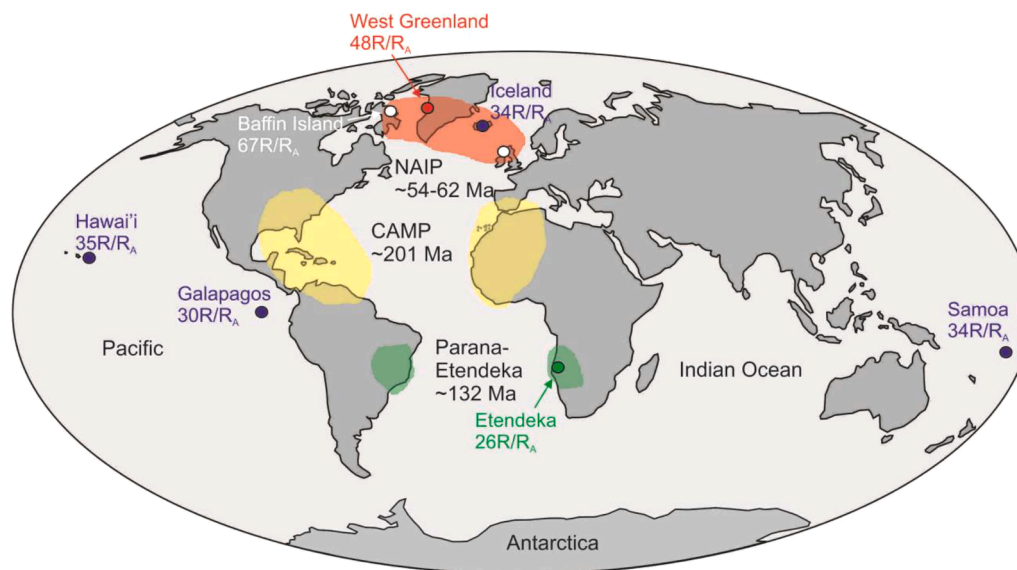 West Greenland
48R/RA
Iceland
34R/RA
Baffin Island
67R/RA
NAIP
~54-62 Ma
CAMP
~201 Ma
Hawai'i
35R/RA
Galapagos
30R/RA
Samoa
34R/RA
Pacific
Parana-
Etendeka
~132 Ma
Indian Ocean
Etendeka
26R/RA
Antarctica